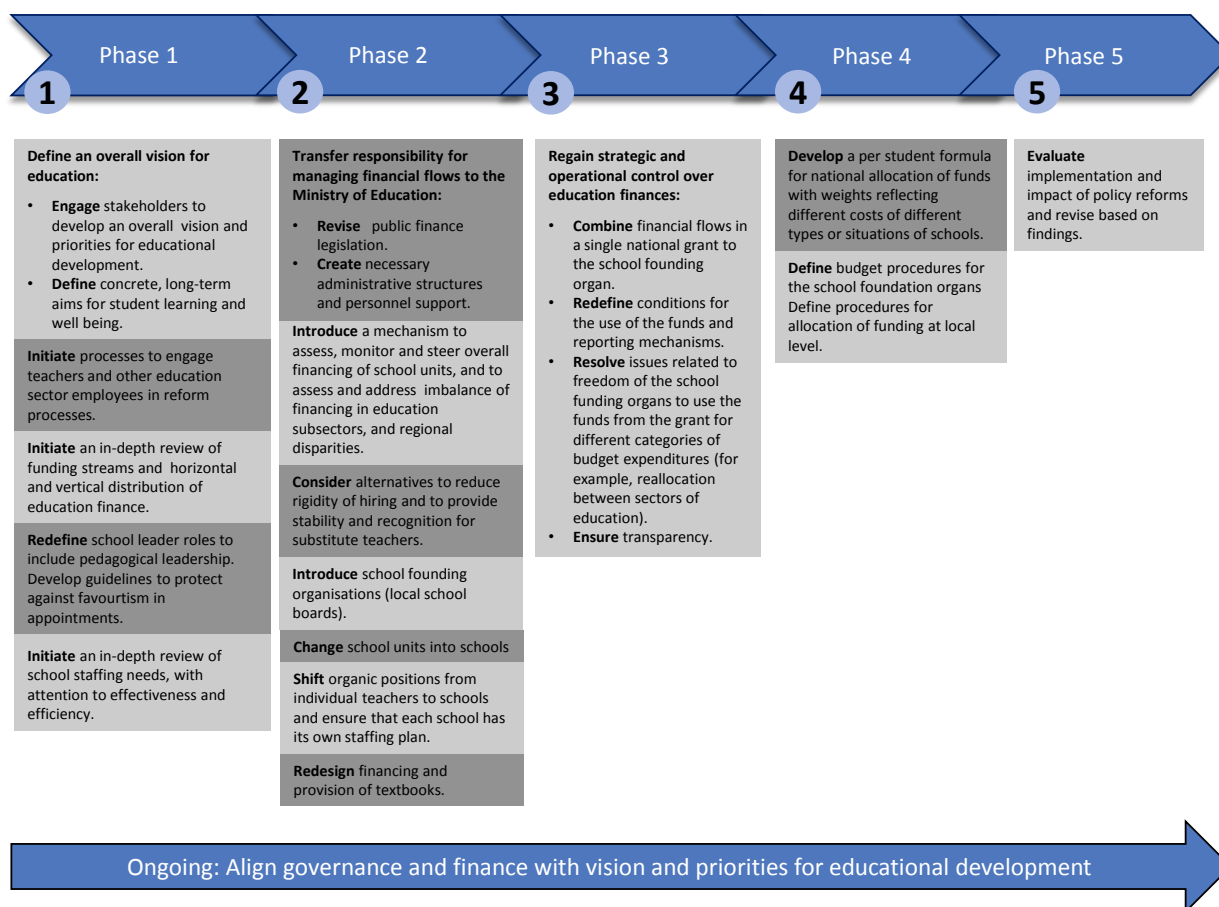 Phase 1
Phase 2
Phase 3
Phase 4
Phase 5
1
2
3
4
5
Define an overall vision for
education:
• Engage stakeholders to
develop an overall vision and
priorities for educational
development.
• Define concrete, long-term
aims for student learning and
well being.
Initiate processes to engage
teachers and other education
sector employees in reform
processes.
Initiate an in-depth review of
funding streams and horizontal
and vertical distribution of
education finance.
Redefine school leader roles to
include pedagogical leadership.
Develop guidelines to protect
against favourtism in
appointments.
Initiate an in-depth review of
school staffing needs, with
attention to effectiveness and
efficiency.
Transfer responsibility for
managing financial flows to the
Ministry of Education:
• Revise public finance
legislation.
• Create necessary
administrative structures
and personnel support.
Introduce a mechanism to
assess, monitor and steer overall
financing of school units, and to
assess and address imbalance of
financing in education
subsectors, and regional
disparities.
Consider alternatives to reduce
rigidity of hiring and to provide
stability and recognition for
substitute teachers.
Introduce school founding
organisations (local school
boards).
Change school units into schools
Shift organic positions from
individual teachers to schools
and ensure that each school has
its own staffing plan.
Redesign financing and
provision of textbooks.
Regain strategic and
operational control over
education finances:
• Combine financial flows in
a single national grant to
the school founding
organ.
• Redefine conditions for
the use of the funds and
reporting mechanisms.
• Resolve issues related to
freedom of the school
funding organs to use the
funds from the grant for
different categories of
budget expenditures (for
example, reallocation
between sectors of
education).
• Ensure transparency.
Develop a per student formula
for national allocation of funds
with weights reflecting
different costs of different
types or situations of schools.
Define budget procedures for
the school foundation organs
Define procedures for
allocation of funding at local
level.
Evaluate
implementation and
impact of policy reforms
and revise based on
findings.
Ongoing: Align governance and finance with vision and priorities for educational development